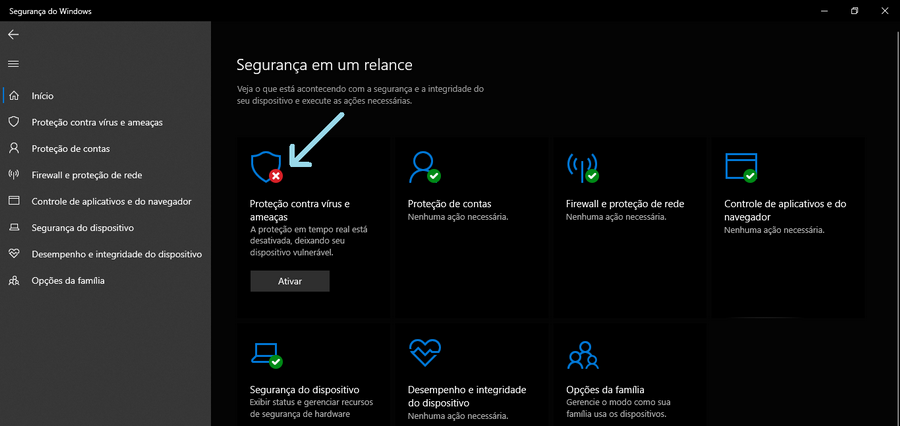 Segurança do Windows
Início
Proteção contra vírus e ameaças
Proteção de contas
Firewall e proteção de rede
Controle de aplicativos e do navegador
Segurança do dispositivo
Desempenho e integridade do dispositivo
Opções da família
Segurança em um relance
Veja o que está acontecendo com a segurança e a integridade do
seu dispositivo e execute as ações necessárias.
Proteção contra vírus e
ameaças
A proteção em tempo real está
desativada, deixando seu
dispositivo vulnerável.
Ativar
Proteção de contas
Nenhuma ação necessária.
Firewall e proteção de rede
Nenhuma ação necessária.
Controle de aplicativos e do
navegador
Nenhuma ação necessária.
Segurança do dispositivo
Exibir status e gerenciar recursos
de segurança de hardware
Desempenho e integridade
do dispositivo
Nenhuma ação necessária.
Opções da família
Gerencie o modo como sua
família usa os dispositivos.